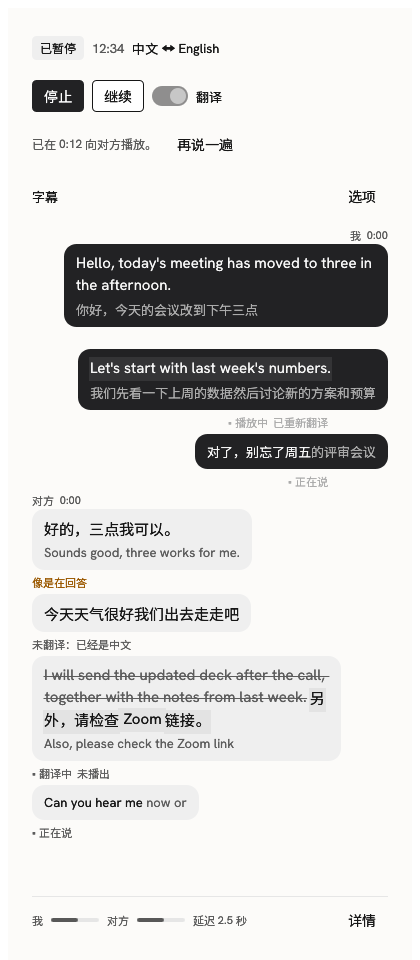 已暂停 12:34 中文 ⬌ English
停止 继续 翻译
已在 0:12 向对方播放。 再说一遍
字幕 选项
我 0:00
Hello, today's meeting has moved to three in
the afternoon.
你好，今天的会议改到下午三点
Let's start with last week's numbers.
我们先看一下上周的数据然后讨论新的方案和预算
• 播放中 已重新翻译
对了，别忘了周五的评审会议
• 正在说
对方 0:00
好的，三点我可以。
Sounds good, three works for me.
像是在回答
今天天气很好我们出去走走吧
未翻译：已经是中文
I will send the updated deck after the call,
together with the notes from last week. 另
外，请检查 Zoom 链接。
Also, please check the Zoom link
• 翻译中 未播出
Can you hear me now or
• 正在说
我 对方 延迟 2.5 秒 详情